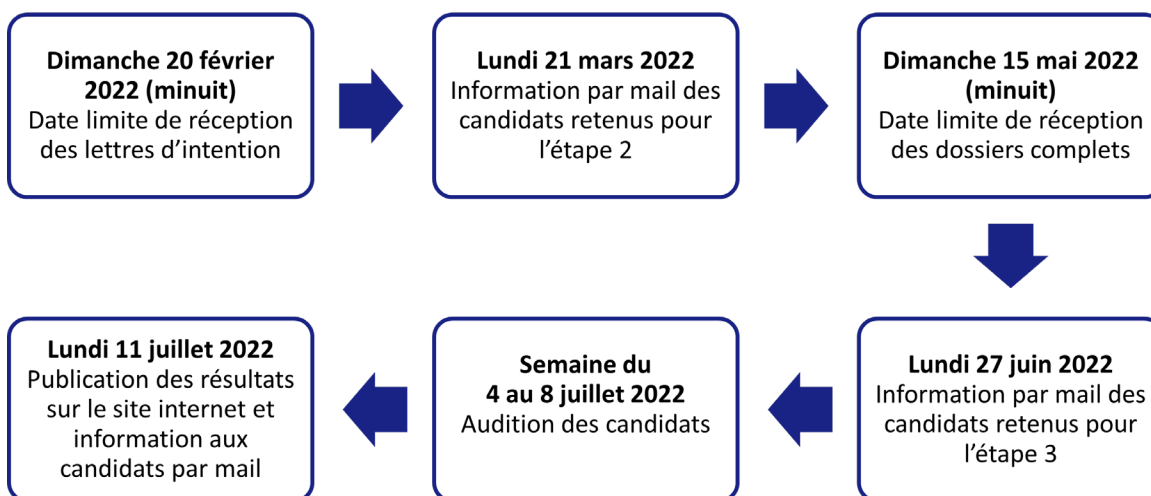 Dimanche 20 février
2022 (minuit)
Date limite de réception
des lettres d’intention
Lundi 21 mars 2022
Information par mail des
candidats retenus pour
l’étape 2
Dimanche 15 mai 2022
(minuit)
Date limite de réception
des dossiers complets
Lundi 27 juin 2022
Information par mail des
candidats retenus pour
l’étape 3
Semaine du
4 au 8 juillet 2022
Audition des candidats
Lundi 11 juillet 2022
Publication des résultats
sur le site internet et
information aux
candidats par mail